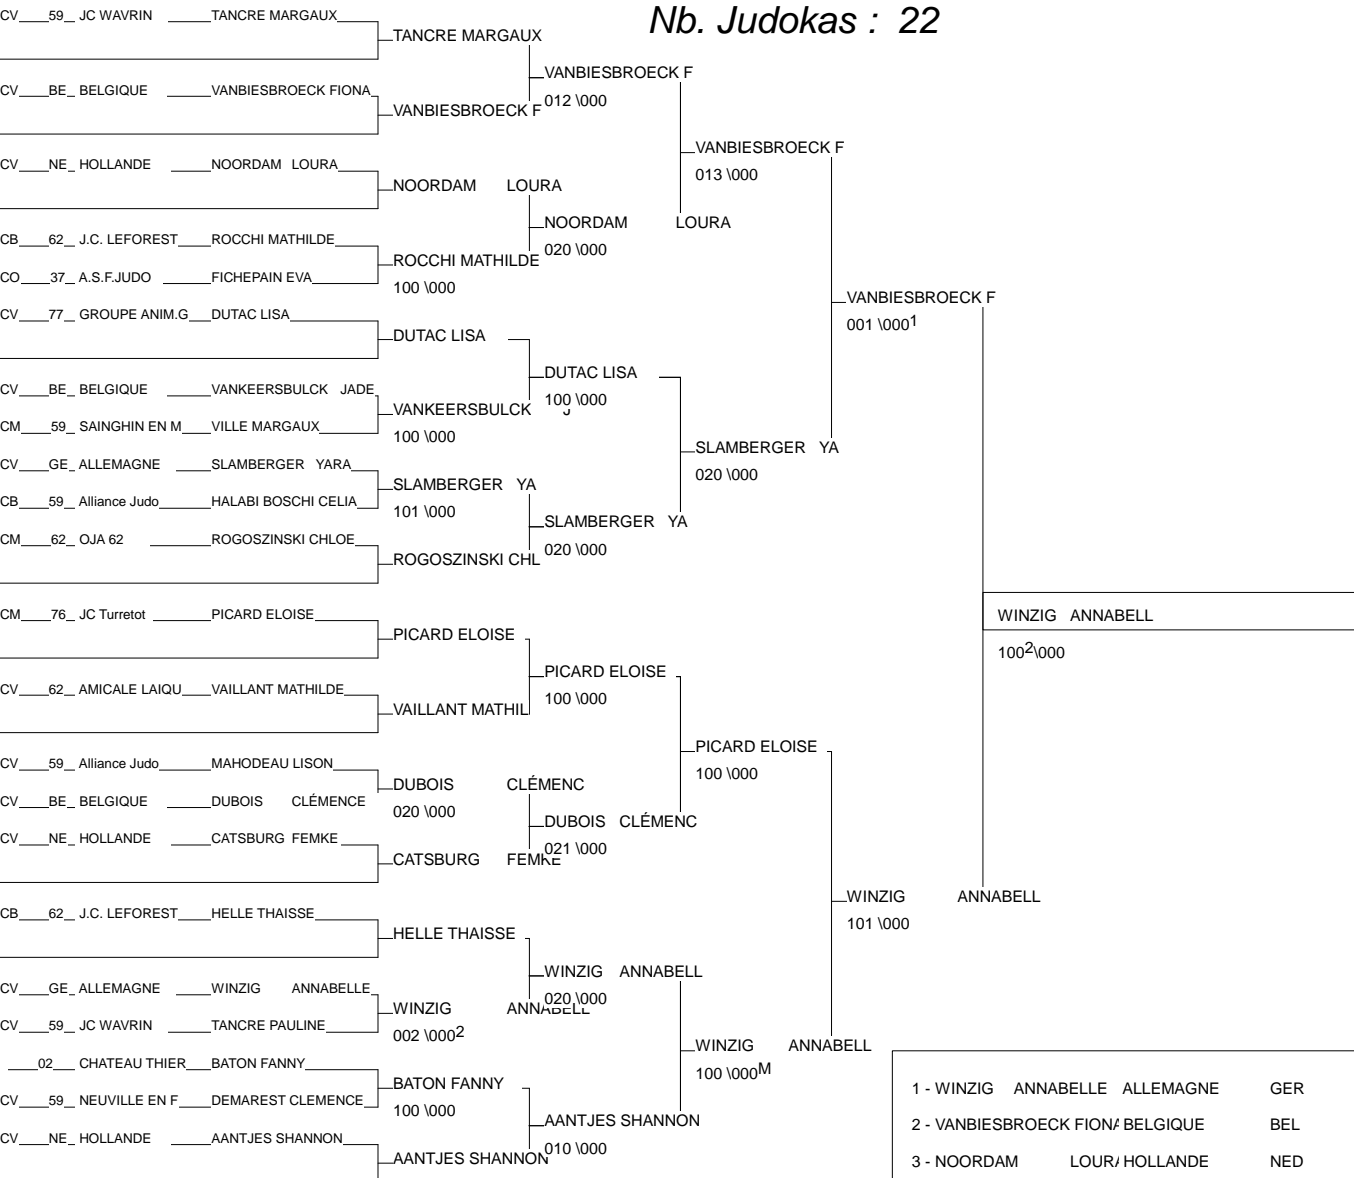 Nb. Judokas : 22
CV 59 JC WAVRIN TANCRE MARGAUX
TANCRE MARGAUX
VANBIESBROECK F
012 \000
CV BE BELGIQUE VANBIESBROECK FIONA
VANBIESBROECK F
VANBIESBROECK F
013 \000
CV NE HOLLANDE NOORDAM LOURA
NOORDAM LOURA
NOORDAM LOURA
020 \000
CB 62 J.C. LEFOREST ROCCHI MATHILDE
ROCCHI MATHILDE
100 \000
CO 37 A.S.F.JUDO FICHEPAIN EVA
VANBIESBROECK F
001 \0001
CV 77 GROUPE ANIM.G DUTAC LISA
DUTAC LISA
DUTAC LISA
100 \000
CV BE BELGIQUE VANKEERSBULCK JADE
VANKEERSBULCK J
100 \000
CM 59 SAINGHIN EN M VILLE MARGAUX
SLAMBERGER YA
020 \000
CV GE ALLEMAGNE SLAMBERGER YARA
SLAMBERGER YA
101 \000
CB 59 Alliance Judo HALABI BOSCHI CELIA
SLAMBERGER YA
020 \000
CM 62 OJA 62 ROGOSZINSKI CHLOE
ROGOSZINSKI CHL
CM 76 JC Turretot PICARD ELOISE
WINZIG ANNABELL
1002\000
PICARD ELOISE
PICARD ELOISE
100 \000
CV 62 AMICALE LAIQU VAILLANT MATHILDE
VAILLANT MATHIL
PICARD ELOISE
100 \000
CV 59 Alliance Judo MAHODEAU LISON
DUBOIS CLÉMENC
020 \000
CV BE BELGIQUE DUBOIS CLÉMENCE
DUBOIS CLÉMENC
021 \000
CV NE HOLLANDE CATSBURG FEMKE
CATSBURG FEMKE
WINZIG ANNABELL
101 \000
CB 62 J.C. LEFOREST HELLE THAISSE
HELLE THAISSE
WINZIG ANNABELL
020 \000
CV GE ALLEMAGNE WINZIG ANNABELLE
WINZIG ANNABELL
002 \0002
CV 59 JC WAVRIN TANCRE PAULINE
WINZIG ANNABELL
100 \000M
02 CHATEAU THIER BATON FANNY
BATON FANNY
100 \000
CV 59 NEUVILLE EN F DEMAREST CLEMENCE
AANTJES SHANNON
010 \000
CV NE HOLLANDE AANTJES SHANNON
AANTJES SHANNON
1 - WINZIG ANNABELLE ALLEMAGNE GER
2 - VANBIESBROECK FIONA BELGIQUE BEL
3 - NOORDAM LOURA HOLLANDE NED